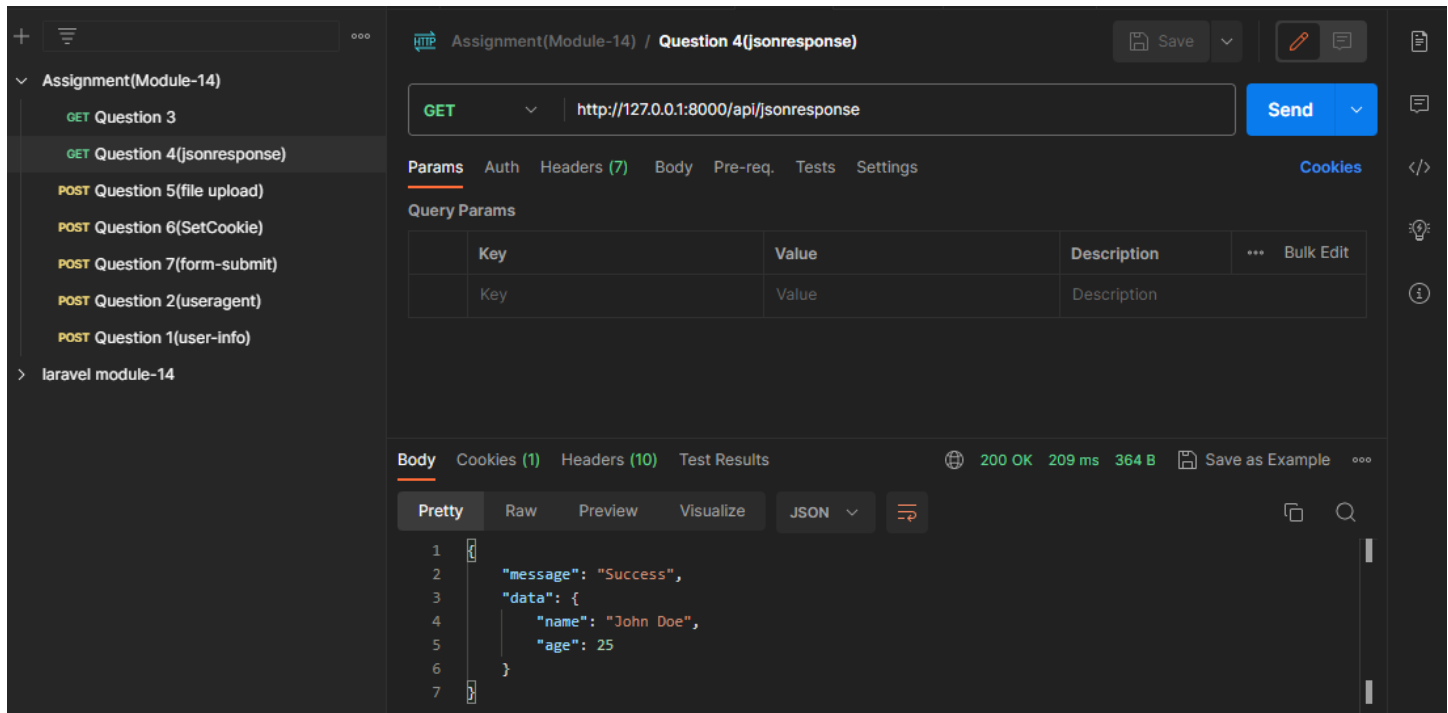 Assignment(Module-14)
GET Question 3
GET Question 4(jsonresponse)
POST Question 5(file upload)
POST Question 6(SetCookie)
POST Question 7(form-submit)
POST Question 2(useragent)
POST Question 1(user-info)
laravel module-14
HTTP Assignment(Module-14) / Question 4(jsonresponse) Save
GET http://127.0.0.1:8000/api/jsonresponse Send
Params Auth Headers (7) Body Pre-req. Tests Settings Cookies
Query Params
Key Value Description Bulk Edit
Key Value Description
Body Cookies (1) Headers (10) Test Results 200 OK 209 ms 364 B Save as Example
Pretty Raw Preview Visualize JSON
1 {
2 "message": "Success",
3 "data": {
4 "name": "John Doe",
5 "age": 25
6 }
7 }